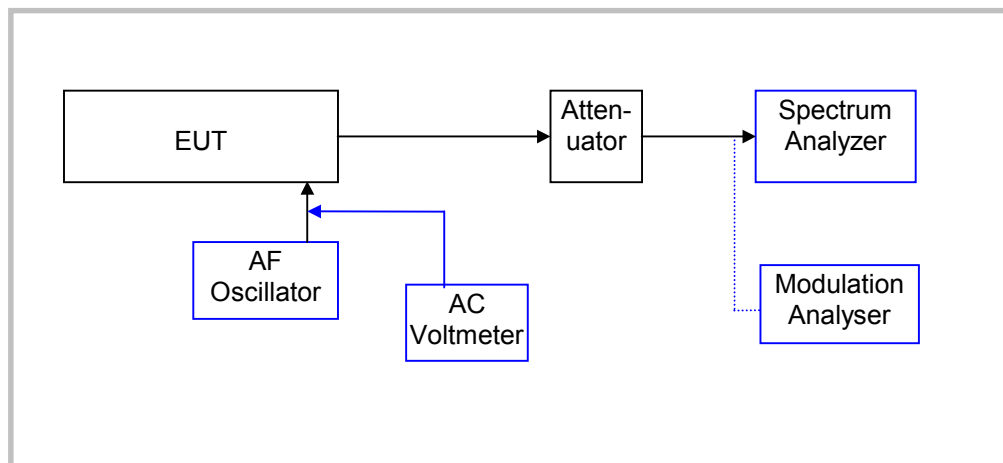 EUT
Atten-
uator
Spectrum
Analyzer
AF
Oscillator
AC
Voltmeter
Modulation
Analyser